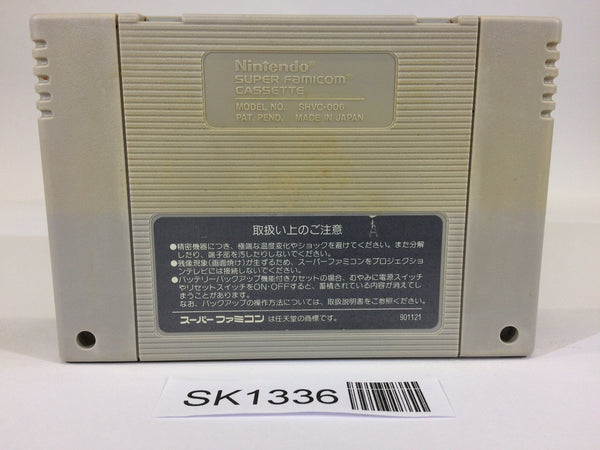 Nintendo®
SUPER FAMICOM®
CASSETTE
MODEL NO. SHVC-006
PAT. PEND. MADE IN JAPAN
取扱い上のご注意
●精密機器につき、極端な温度変化やショックを避けてください。また分解
したり、端子部を汚したりしないでください。
●残像現象(画面焼け)が生ずるため、スーパーファミコンをプロジェクション
テレビには接続しないでください。
●バッテリーバックアップ機能付きカセットの場合、むやみに電源スイッチ
やリセットスイッチをON・OFFすると、蓄積されている内容が消えてし
まうことがあります。
なお、バックアップの操作方法については、取扱説明書をご参照ください。
スーパーファミコン は任天堂の商標です。 901121
SK1336